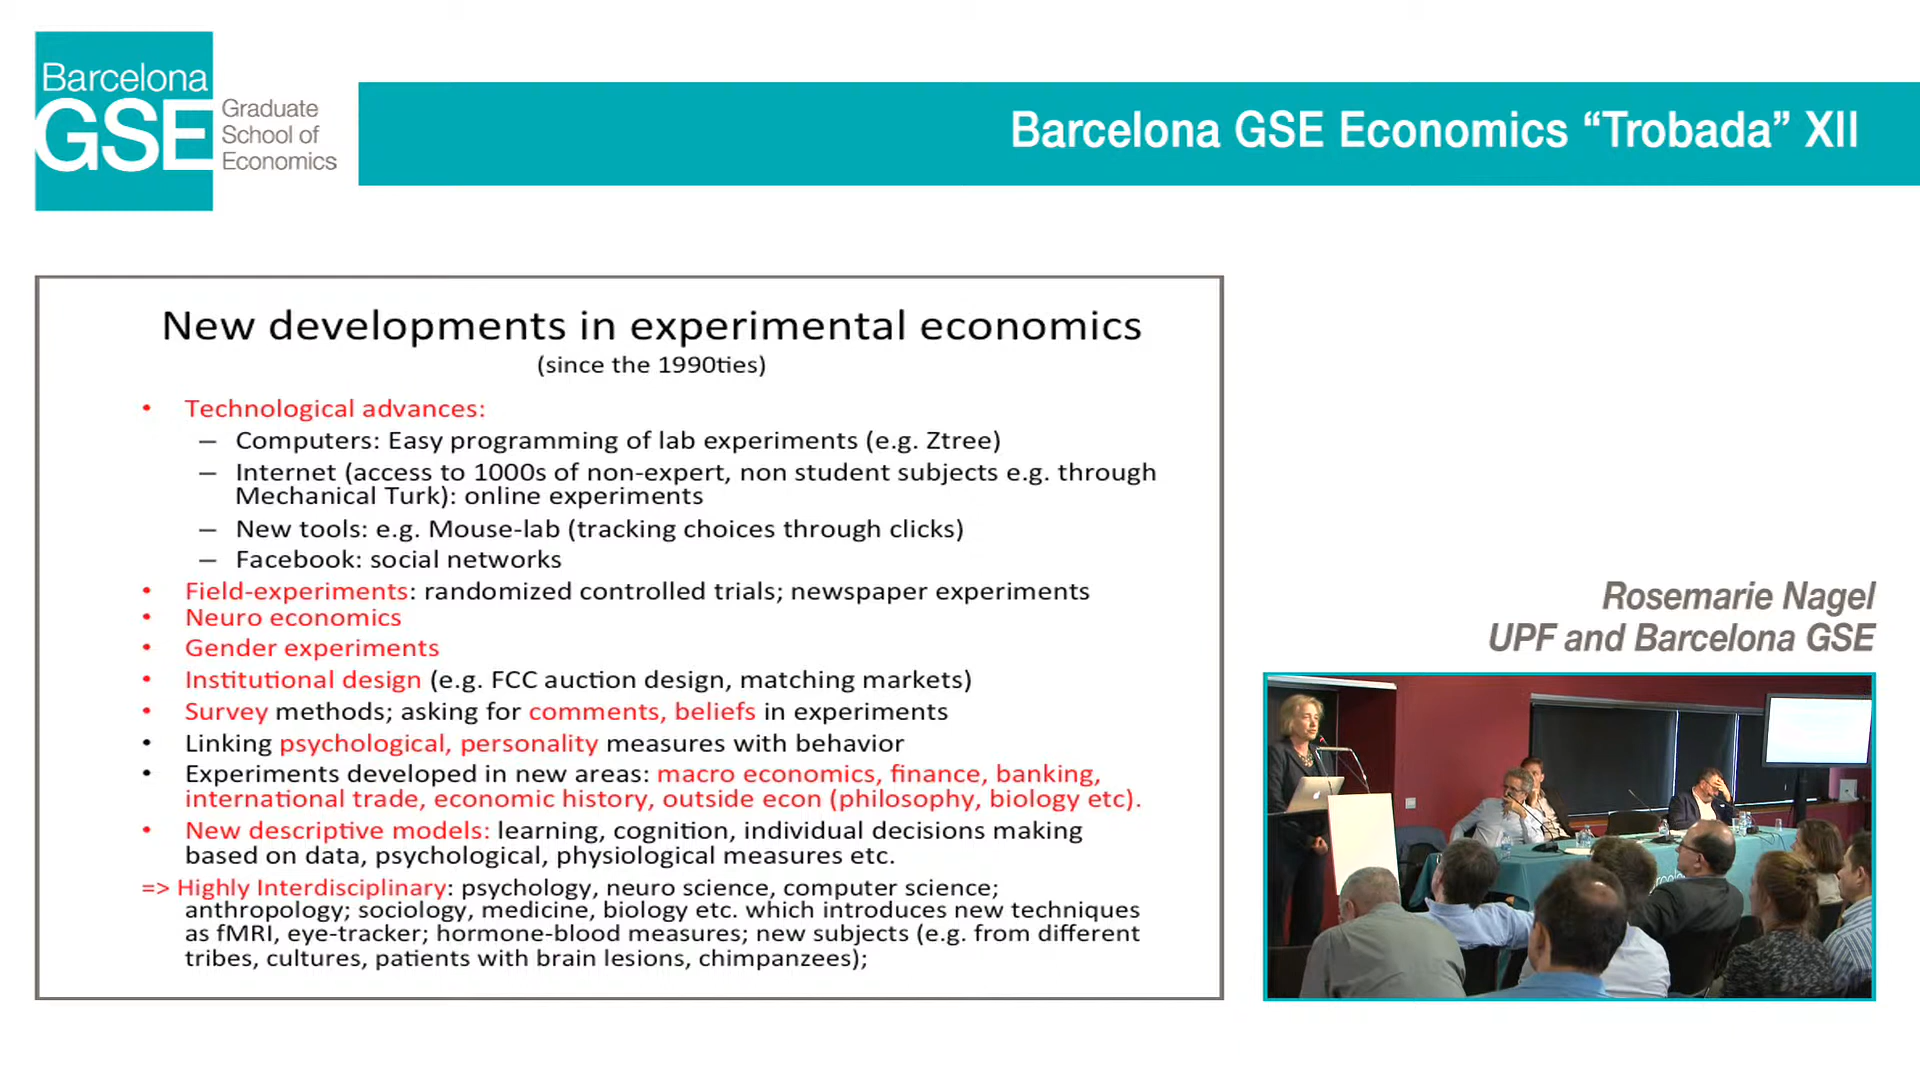 Barcelona
GSE
Graduate
School of
Economics
Barcelona GSE Economics “Trobada” XII
New developments in experimental economics
(since the 1990ties)
• Technological advances:
– Computers: Easy programming of lab experiments (e.g. Ztree)
– Internet (access to 1000s of non-expert, non student subjects e.g. through
Mechanical Turk): online experiments
– New tools: e.g. Mouse-lab (tracking choices through clicks)
– Facebook: social networks
• Field-experiments: randomized controlled trials; newspaper experiments
• Neuro economics
• Gender experiments
• Institutional design (e.g. FCC auction design, matching markets)
• Survey methods; asking for comments, beliefs in experiments
• Linking psychological, personality measures with behavior
• Experiments developed in new areas: macro economics, finance, banking,
international trade, economic history, outside econ (philosophy, biology etc).
• New descriptive models: learning, cognition, individual decisions making
based on data, psychological, physiological measures etc.
=> Highly Interdisciplinary: psychology, neuro science, computer science;
anthropology; sociology, medicine, biology etc. which introduces new techniques
as fMRI, eye-tracker; hormone-blood measures; new subjects (e.g. from different
tribes, cultures, patients with brain lesions, chimpanzees);
Rosemarie Nagel
UPF and Barcelona GSE